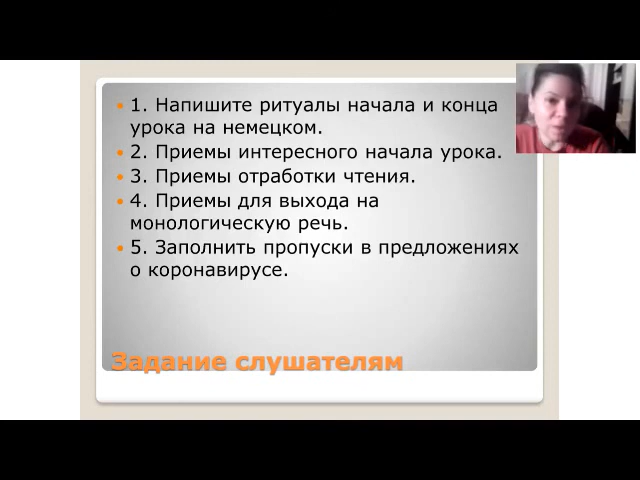 1. Напишите ритуалы начала и конца
урока на немецком.
2. Приемы интересного начала урока.
3. Приемы отработки чтения.
4. Приемы для выхода на
монологическую речь.
5. Заполнить пропуски в предложениях
о коронавирусе.
Задание слушателям